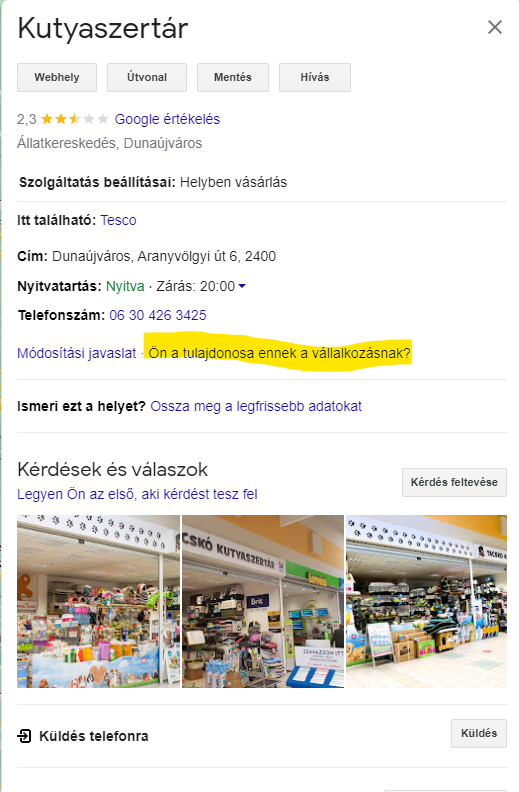 Kutyaszertár
Webhely
Útvonal
Mentés
Hívás
2,3 Google értékelés
Állatkereskedés, Dunaújváros
Szolgáltatás beállításai: Helyben vásárlás
Itt található: Tesco
Cím: Dunaújváros, Aranyvölgyi út 6, 2400
Nyitvatartás: Nyitva · Zárás: 20:00
Telefonszám: 06 30 426 3425
Módosítási javaslat · Ön a tulajdonosa ennek a vállalkozásnak?
Ismeri ezt a helyet? Ossza meg a legfrissebb adatokat
Kérdések és válaszok
Kérdés feltevése
Legyen Ön az első, aki kérdést tesz fel
CSKÓ KUTYASZERTÁR
Brit
TACSKÓ K
Küldés telefonra
Küldés